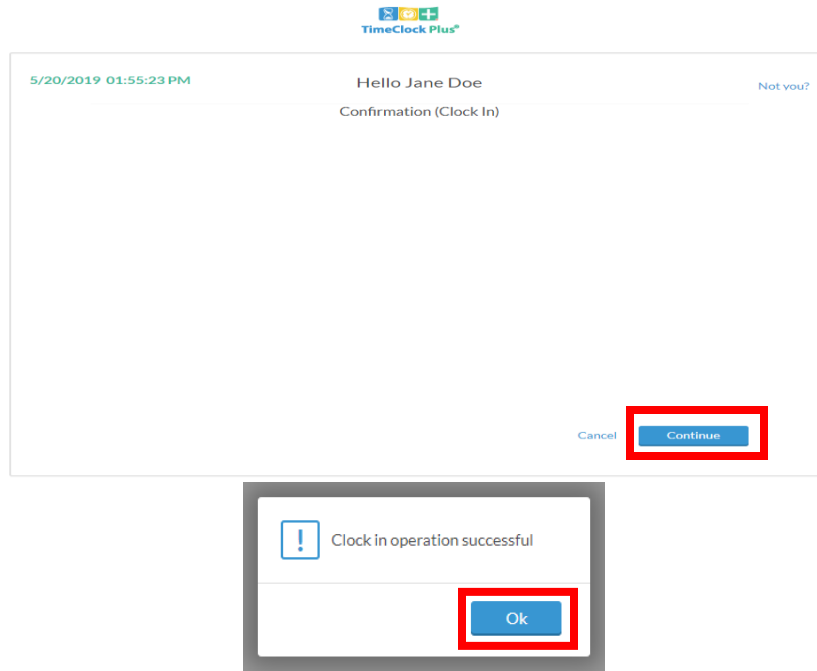 TimeClock Plus®
5/20/2019 01:55:23 PM
Hello Jane Doe
Not you?
Confirmation (Clock In)
Cancel
Continue
! Clock in operation successful
Ok